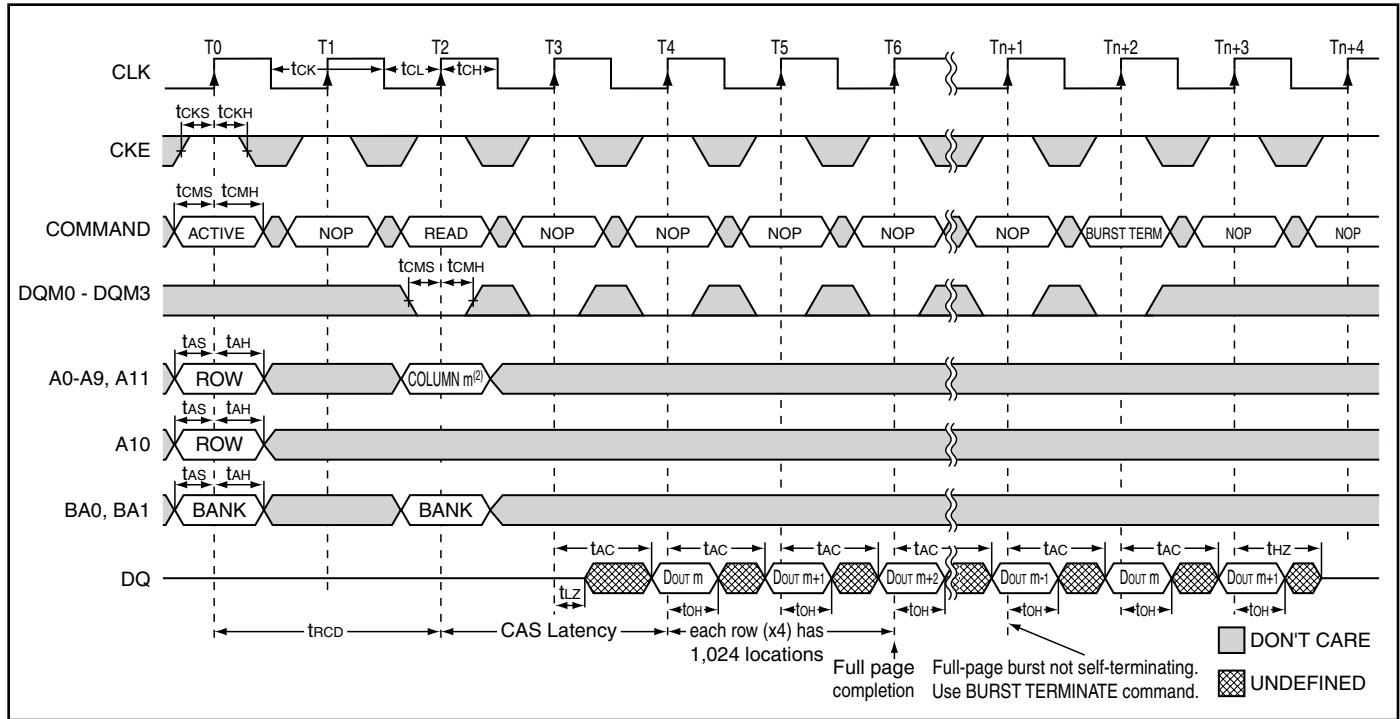 T0 T1 T2 T3 T4 T5 T6 Tn+1 Tn+2 Tn+3 Tn+4
CLK tCK tCL tCH
tCKS tCKH
CKE
tCMS tCMH
COMMAND ACTIVE NOP READ NOP NOP NOP NOP NOP BURST TERM NOP NOP
tCMS tCMH
DQM0 - DQM3
tAS tAH
A0-A9, A11 ROW COLUMN m(2)
tAS tAH
A10 ROW
tAS tAH
BA0, BA1 BANK BANK
tAC tAC tAC tAC tAC tAC tHZ
DQ DOUT m DOUT m+1 DOUT m+2 DOUT m-1 DOUT m DOUT m+1
tLZ tOH tOH tOH tOH tOH tOH
tRCD CAS Latency each row (x4) has
1,024 locations
Full page
completion
Full-page burst not self-terminating.
Use BURST TERMINATE command.
DON'T CARE
UNDEFINED